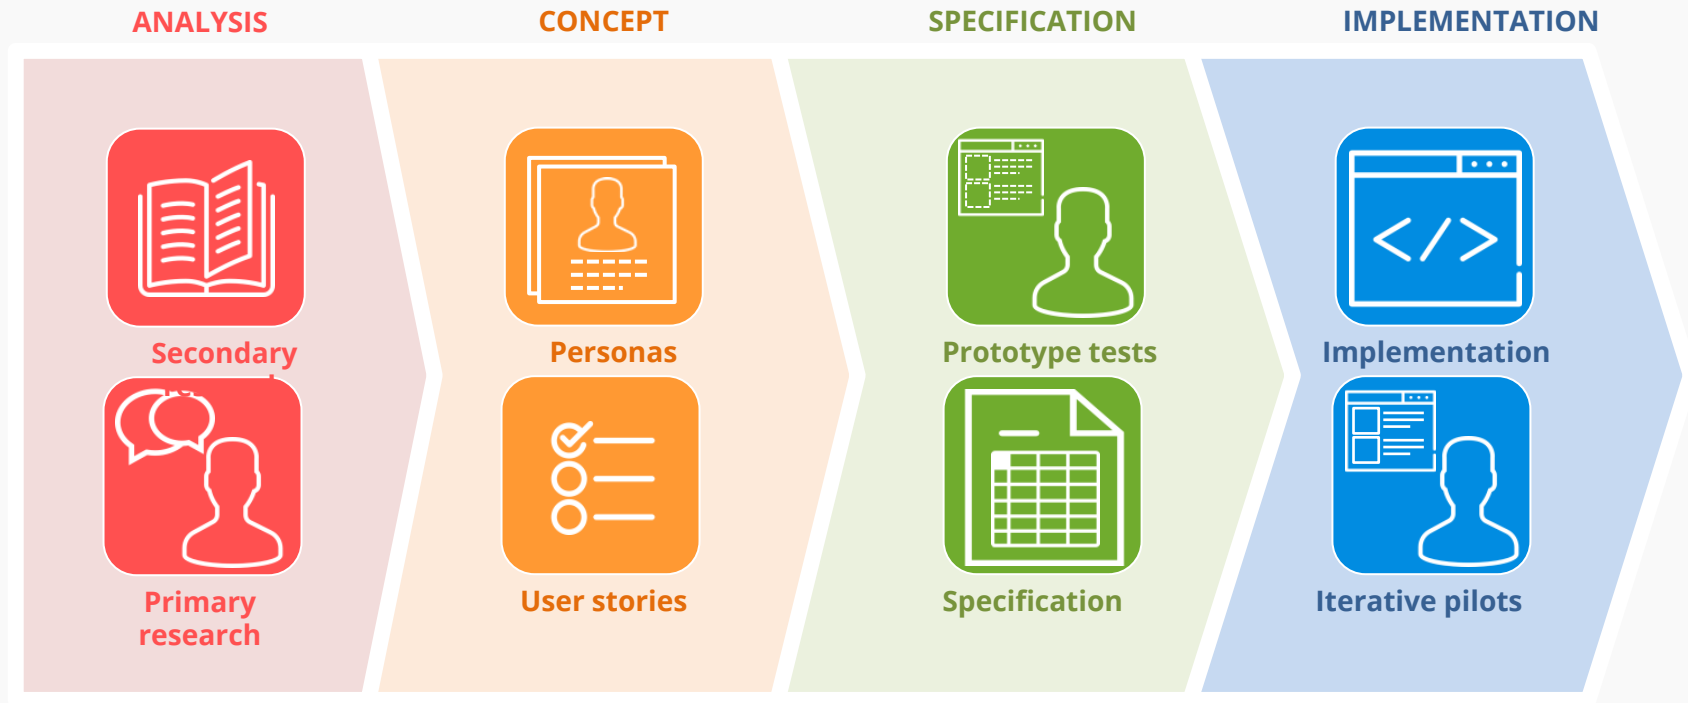 ANALYSIS
CONCEPT
SPECIFICATION
IMPLEMENTATION
Secondary
Personas
Prototype tests
Implementation
Primary
research
User stories
Specification
Iterative pilots